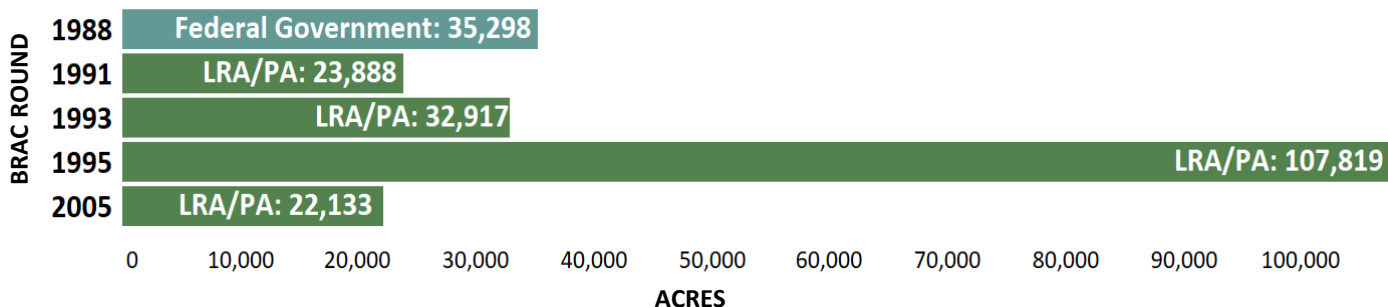 BRAC ROUND
1988 Federal Government: 35,298
1991 LRA/PA: 23,888
1993 LRA/PA: 32,917
1995 LRA/PA: 107,819
2005 LRA/PA: 22,133
0 10,000 20,000 30,000 40,000 50,000 60,000 70,000 80,000 90,000 100,000
ACRES